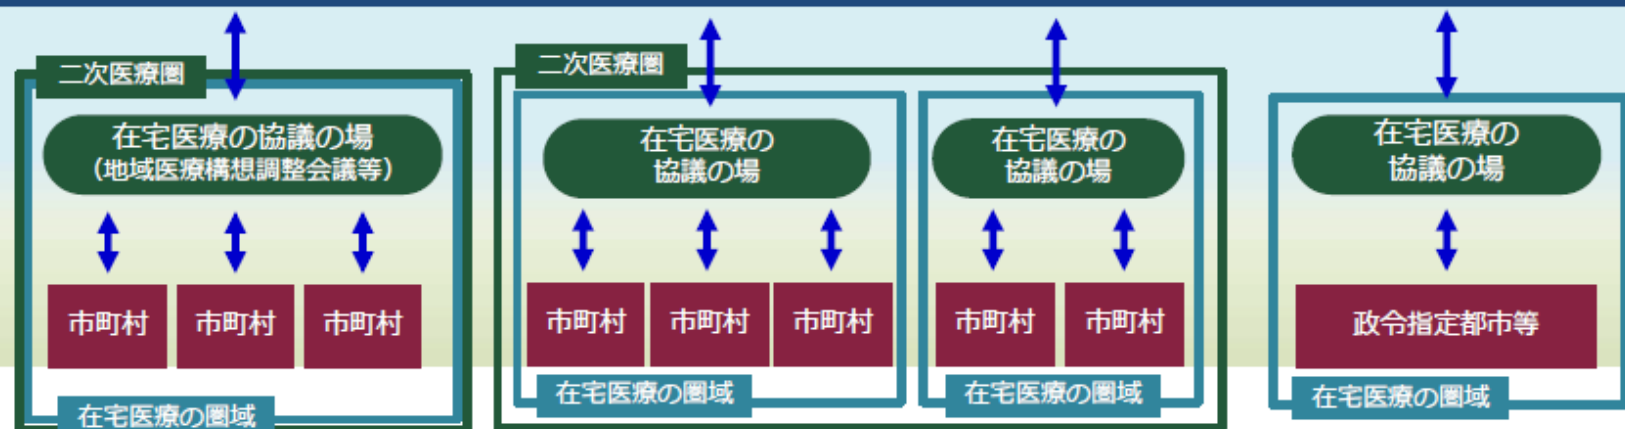 二次医療圏
在宅医療の協議の場
(地域医療構想調整会議等)
市町村
市町村
市町村
在宅医療の圏域
二次医療圏
在宅医療の
協議の場
市町村
市町村
市町村
在宅医療の圏域
在宅医療の
協議の場
市町村
市町村
在宅医療の圏域
在宅医療の
協議の場
政令指定都市等
在宅医療の圏域